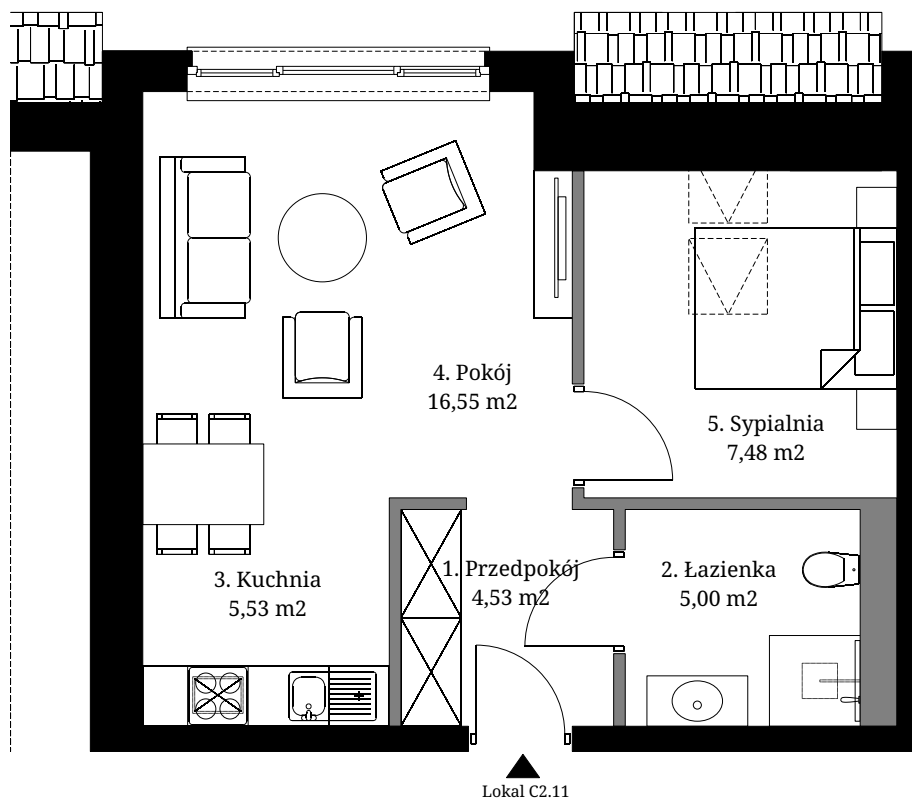 4. Pokój
16,55 m2
5. Sypialnia
7,48 m2
1. Przedpokój
4,53 m2
2. Łazienka
5,00 m2
3. Kuchnia
5,53 m2
Lokal C2.11